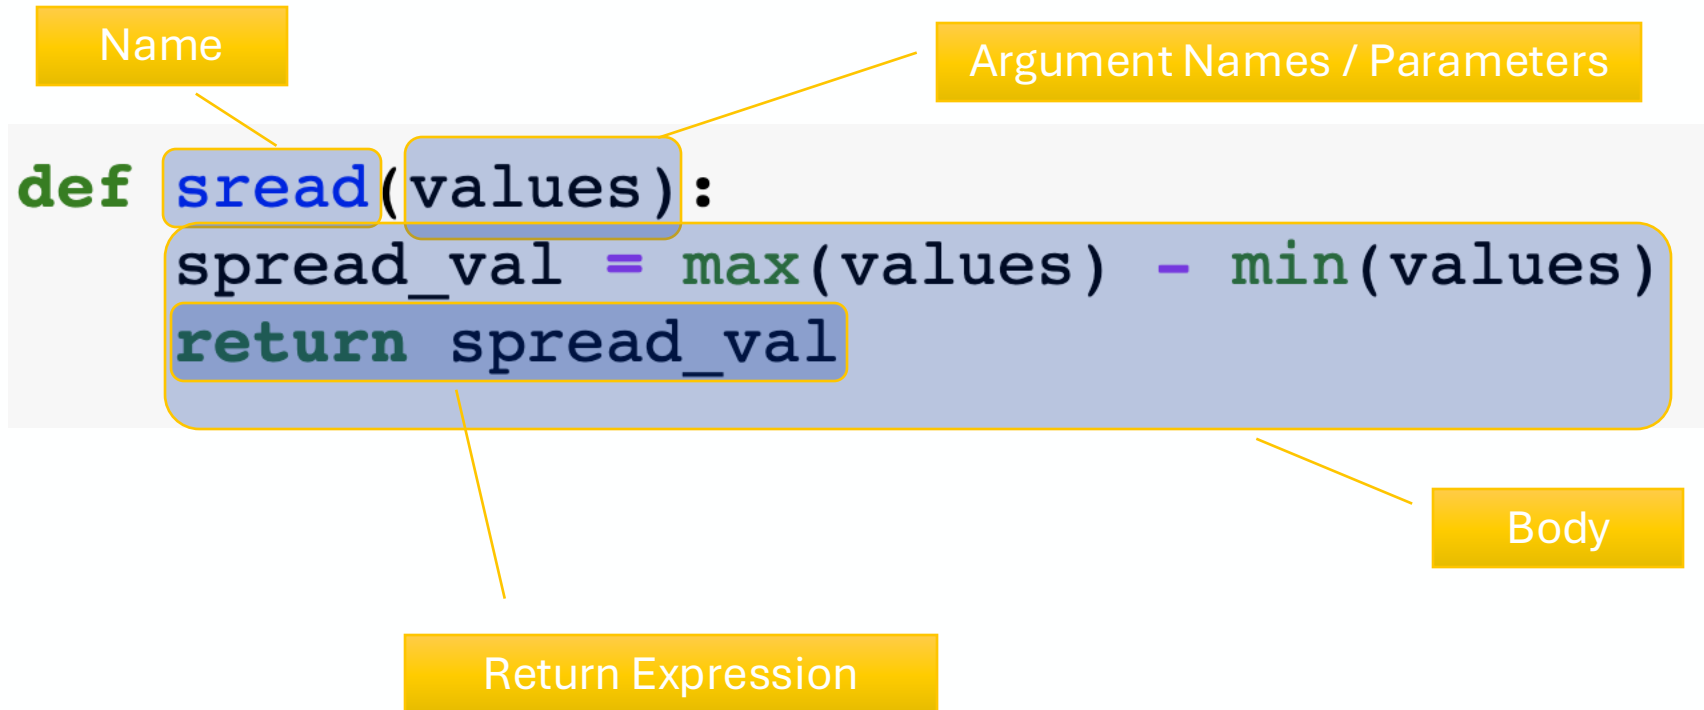 Name
Argument Names / Parameters
def sread(values):
spread_val = max(values) - min(values)
return spread_val
Body
Return Expression